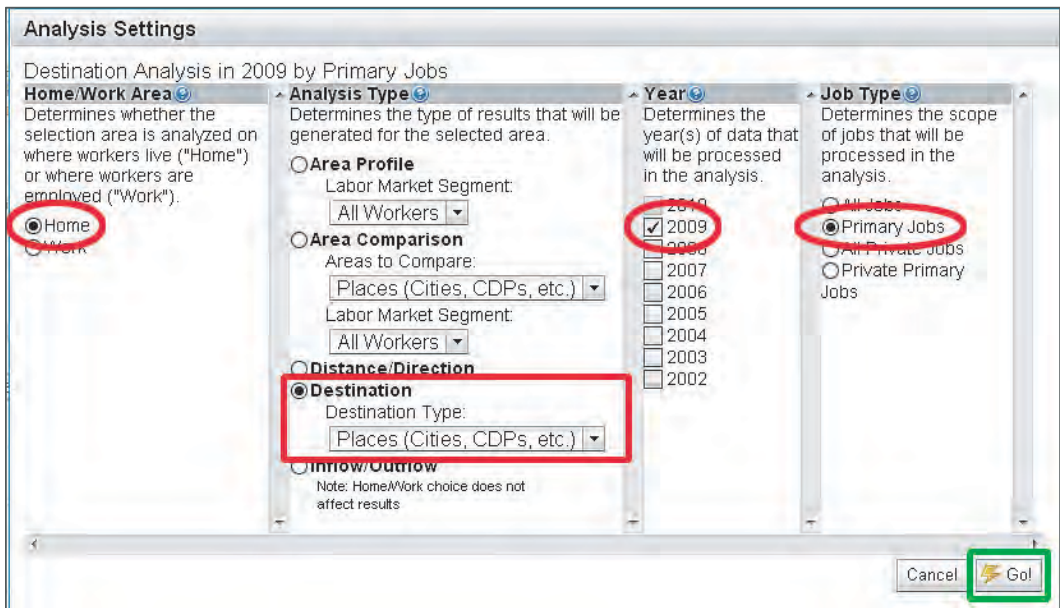 Analysis Settings
Destination Analysis in 2009 by Primary Jobs
Home/Work Area
Determines whether the
selection area is analyzed on
where workers live ("Home")
or where workers are
employed ("Work").
Home
Work
Analysis Type
Determines the type of results that will be
generated for the selected area.
Area Profile
Labor Market Segment:
All Workers
Area Comparison
Areas to Compare:
Places (Cities, CDPs, etc.)
Labor Market Segment:
All Workers
Distance/Direction
Destination
Destination Type:
Places (Cities, CDPs, etc.)
Inflow/Outflow
Note: Home/Work choice does not
affect results
Year
Determines the
year(s) of data that
will be processed
in the analysis.
2010
2009
2008
2007
2006
2005
2004
2003
2002
Job Type
Determines the scope
of jobs that will be
processed in the
analysis.
All Jobs
Primary Jobs
All Private Jobs
Private Primary
Jobs
Cancel
Go!